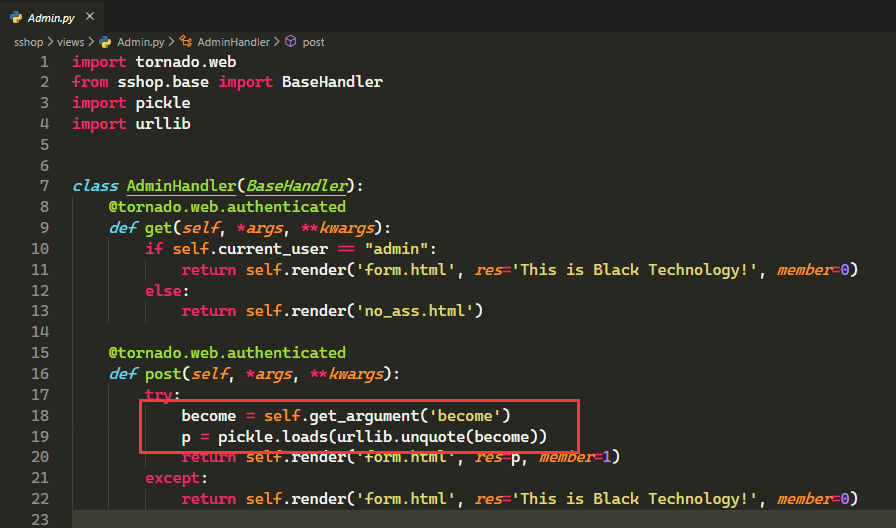 Admin.py ×
sshop > views > Admin.py > AdminHandler > post
1 import tornado.web
2 from sshop.base import BaseHandler
3 import pickle
4 import urllib
5
6
7 class AdminHandler(BaseHandler):
8     @tornado.web.authenticated
9     def get(self, *args, **kwargs):
10         if self.current_user == "admin":
11             return self.render('form.html', res='This is Black Technology!', member=0)
12         else:
13             return self.render('no_ass.html')
14
15     @tornado.web.authenticated
16     def post(self, *args, **kwargs):
17         try:
18             become = self.get_argument('become')
19             p = pickle.loads(urllib.unquote(become))
20             return self.render('form.html', res=p, member=1)
21         except:
22             return self.render('form.html', res='This is Black Technology!', member=0)
23